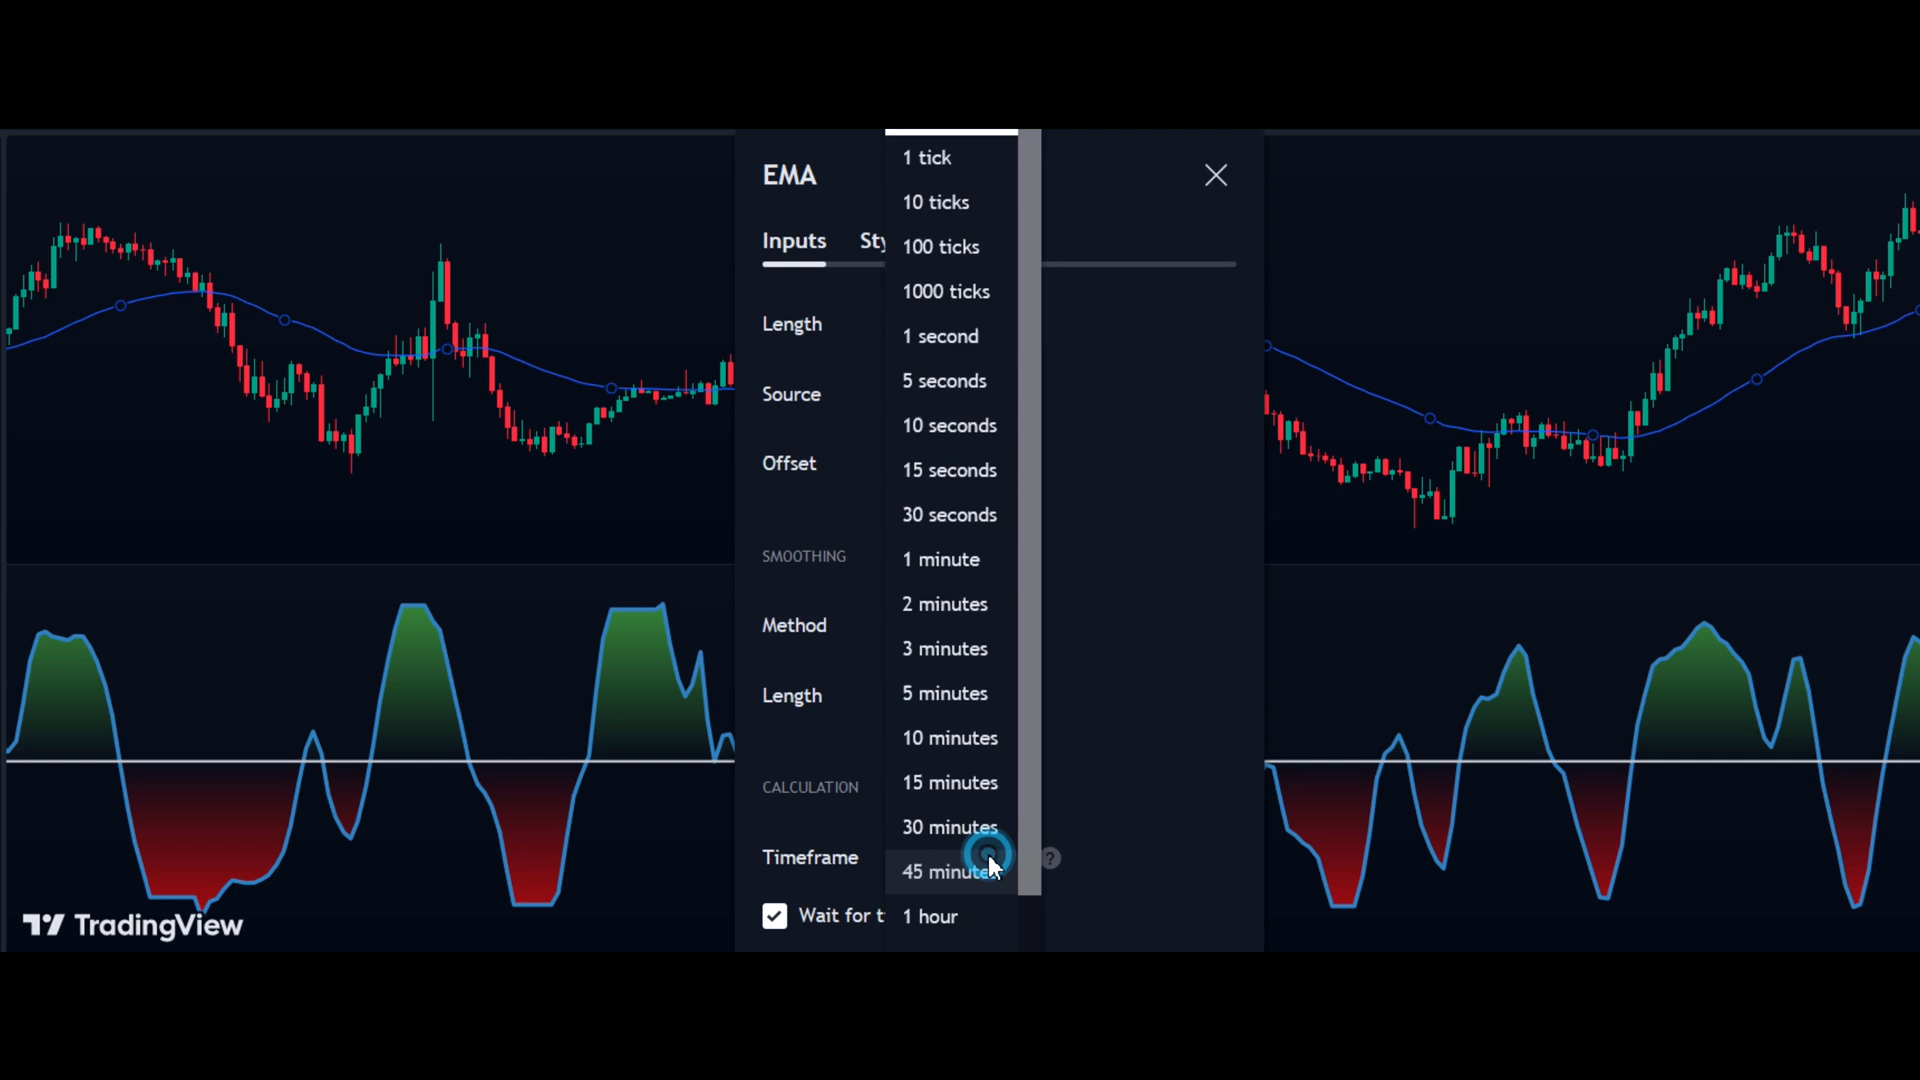 EMA
Inputs Sty
Length
Source
Offset
SMOOTHING
Method
Length
CALCULATION
Timeframe
Wait for t
1 tick
10 ticks
100 ticks
1000 ticks
1 second
5 seconds
10 seconds
15 seconds
30 seconds
1 minute
2 minutes
3 minutes
5 minutes
10 minutes
15 minutes
30 minutes
45 minutes
1 hour
?
TradingView